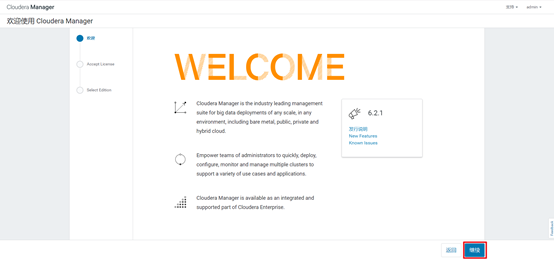 Cloudera Manager
支持
admin
欢迎使用 Cloudera Manager
欢迎
Accept License
Select Edition
WELCOME
Cloudera Manager is the industry leading management
suite for big data deployments of any scale, in any
environment, including bare metal, public, private and
hybrid cloud.
Empower teams of administrators to quickly, deploy,
configure, monitor and manage multiple clusters to
support a variety of use cases and applications.
Cloudera Manager is available as an integrated and
supported part of Cloudera Enterprise.
6.2.1
发行说明
New Features
Known Issues
Feedback
返回
继续